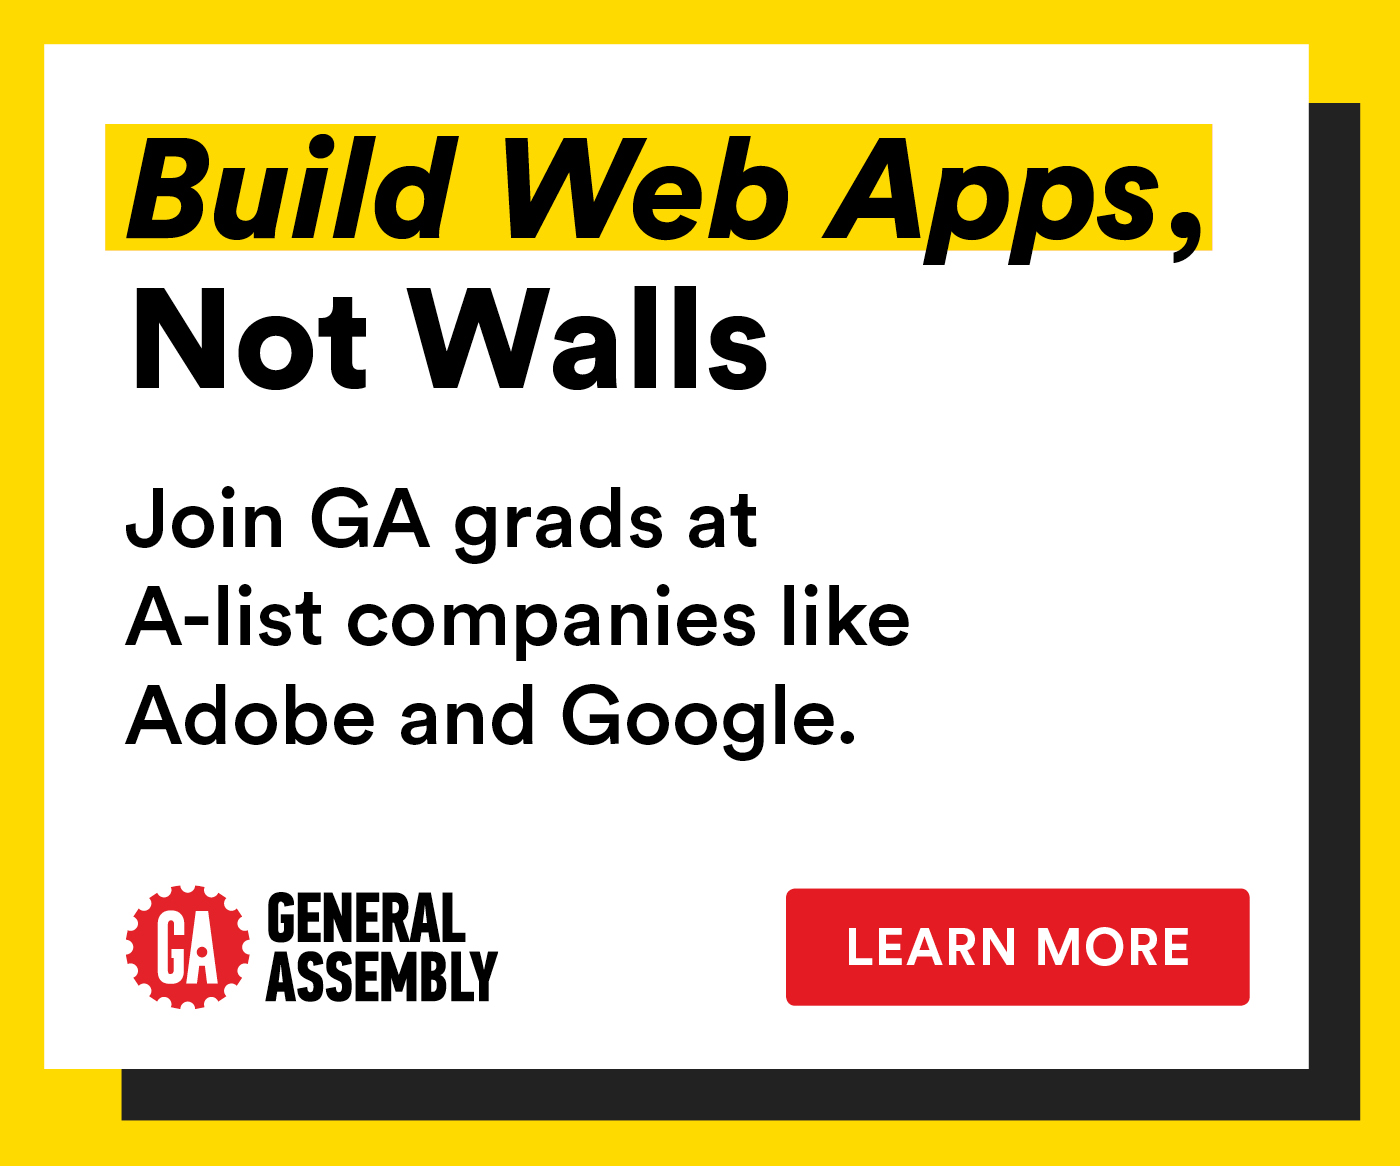 Build Web Apps,
Not Walls
Join GA grads at
A-list companies like
Adobe and Google.
GA
GENERAL
ASSEMBLY
LEARN MORE